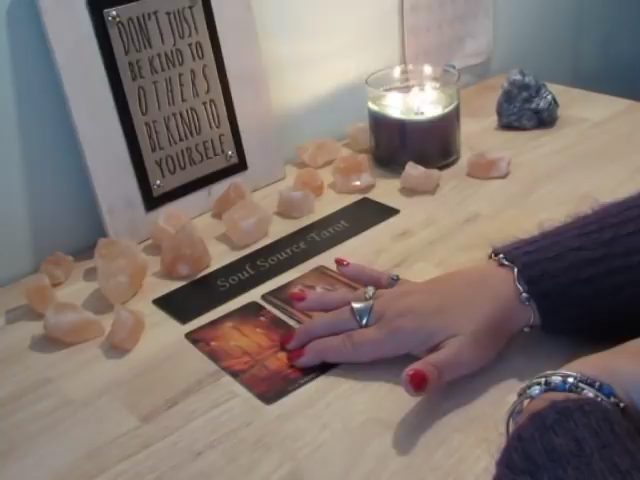 DON'T JUST
BE KIND TO
OTHERS
BE KIND TO
YOURSELF
Soul Source Tarot